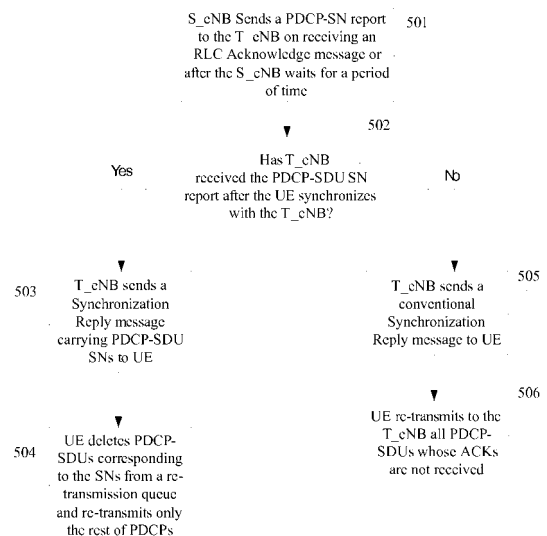 S_eNB Sends a PDCP-SN report
to the T_eNB on receiving an
RLC Acknowledge message or
after the S_eNB waits for a period
of time
501
502
Has T_eNB
received the PDCP-SDU SN
report after the UE synchronizes
with the T_eNB?
Yes
No
503
T_eNB sends a
Synchronization
Reply message
carrying PDCP-SDU
SNs to UE
505
T_eNB sends a
conventional
Synchronization
Reply message to UE
504
UE deletes PDCP-
SDUs corresponding
to the SNs from a re-
transmission queue
and re-transmits only
the rest of PDCPs
506
UE re-transmits to the
T_eNB all PDCP-
SDUs whose ACKs
are not received